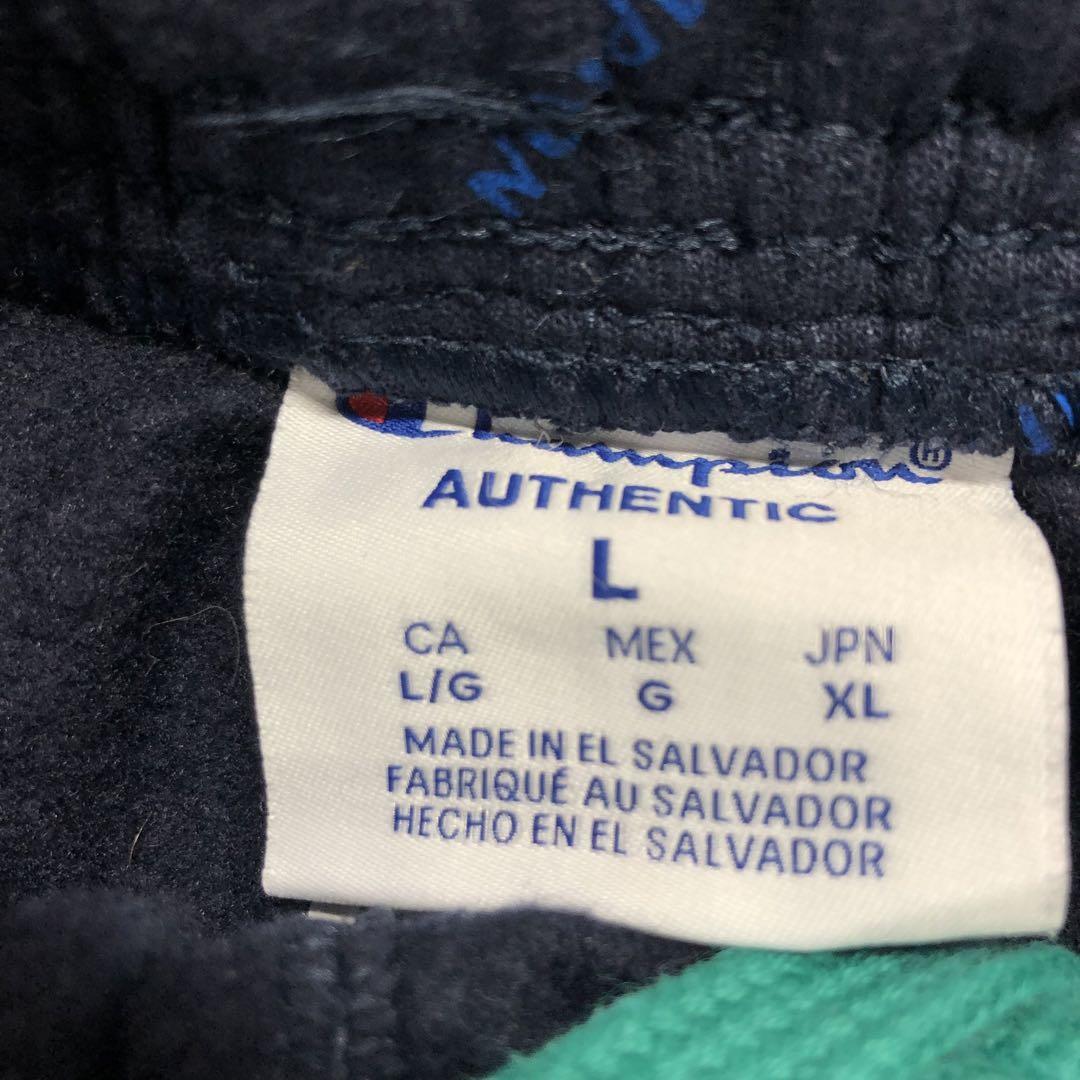 Champion®
AUTHENTIC
L
CA MEX JPN
L/G G XL
MADE IN EL SALVADOR
FABRIQUÉ AU SALVADOR
HECHO EN EL SALVADOR